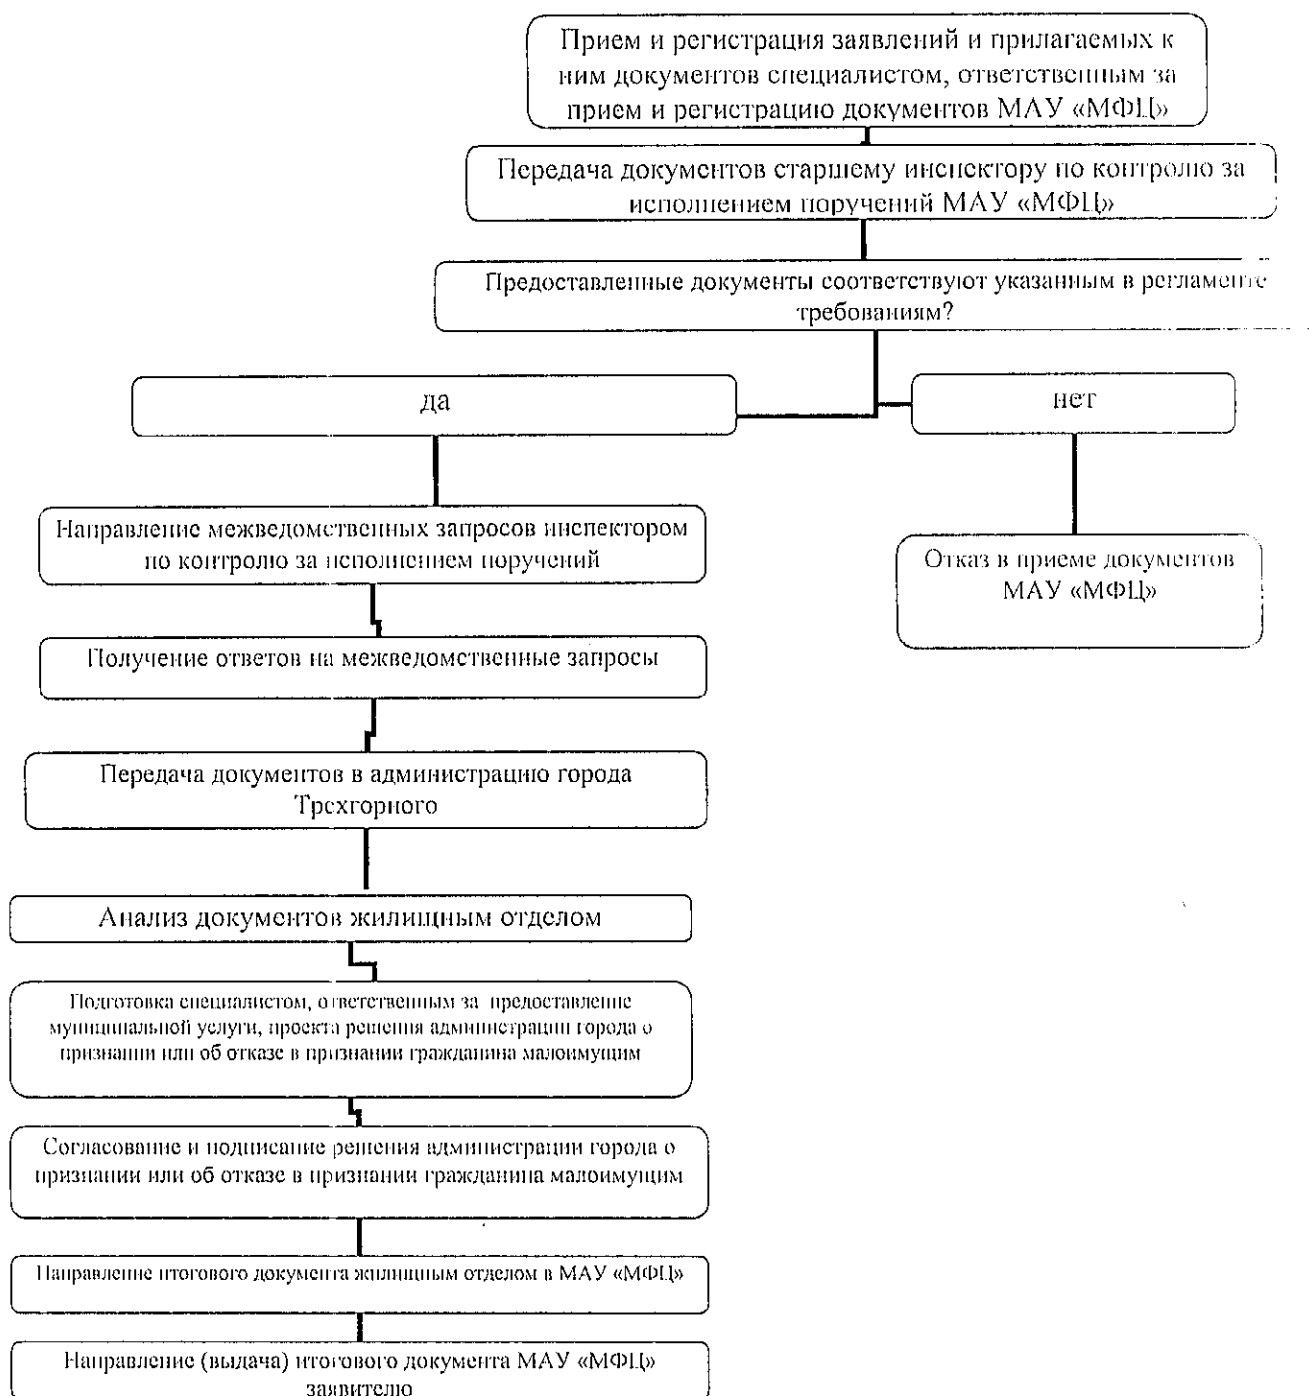 Прием и регистрация заявлений и прилагаемых к
ним документов специалистом, ответственным за
прием и регистрацию документов МАУ «МФЦ»
Передача документов старшему инспектору по контролю за
исполнением поручений МАУ «МФЦ»
Предоставленные документы соответствуют указанным в регламенте
требованиям?
да
нет
Направление межведомственных запросов инспектором
по контролю за исполнением поручений
Отказ в приеме документов
МАУ «МФЦ»
Получение ответов на межведомственные запросы
Передача документов в администрацию города
Трехгорного
Анализ документов жилищным отделом
Подготовка специалистом, ответственным за предоставление
муниципальной услуги, проекта решения администрации города о
признании или об отказе в признании гражданина малоимущим
Согласование и подписание решения администрации города о
признании или об отказе в признании гражданина малоимущим
Направление итогового документа жилищным отделом в МАУ «МФЦ»
Направление (выдача) итогового документа МАУ «МФЦ»
заявителю